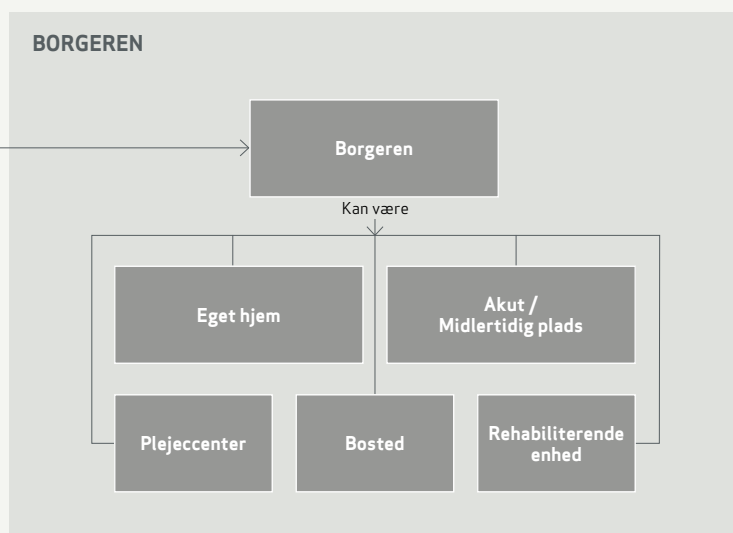 BORGEREN
Borgeren
Kan være
Eget hjem
Akut /
Midlertidig plads
Plejeccenter
Bosted
Rehabiliterende
enhed